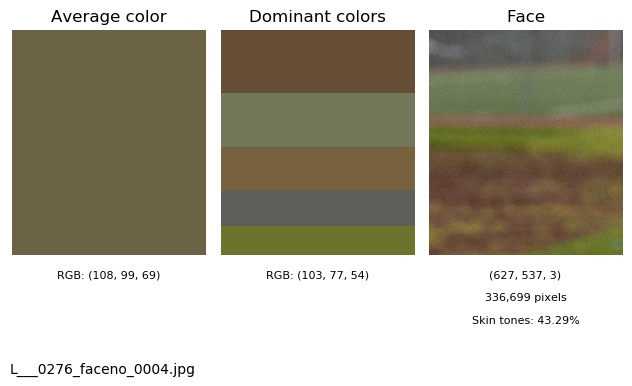 Average color
Dominant colors
Face
RGB: (108, 99, 69)
RGB: (103, 77, 54)
(627, 537, 3)
336,699 pixels
Skin tones: 43.29%
L___0276_faceno_0004.jpg